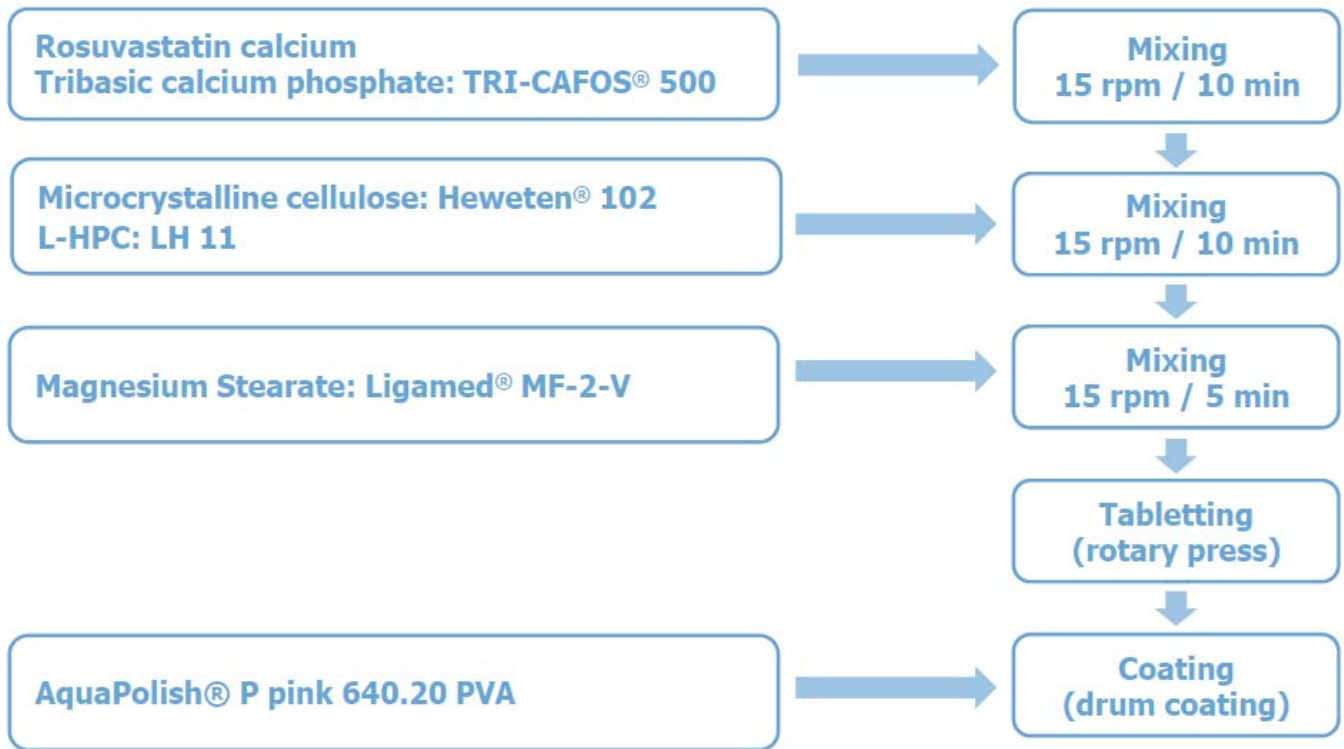 Rosuvastatin calcium
Tribasic calcium phosphate: TRI-CAFOS® 500
Mixing
15 rpm / 10 min
Microcrystalline cellulose: Heweten® 102
L-HPC: LH 11
Mixing
15 rpm / 10 min
Magnesium Stearate: Ligamed® MF-2-V
Mixing
15 rpm / 5 min
Tabletting
(rotary press)
AquaPolish® P pink 640.20 PVA
Coating
(drum coating)